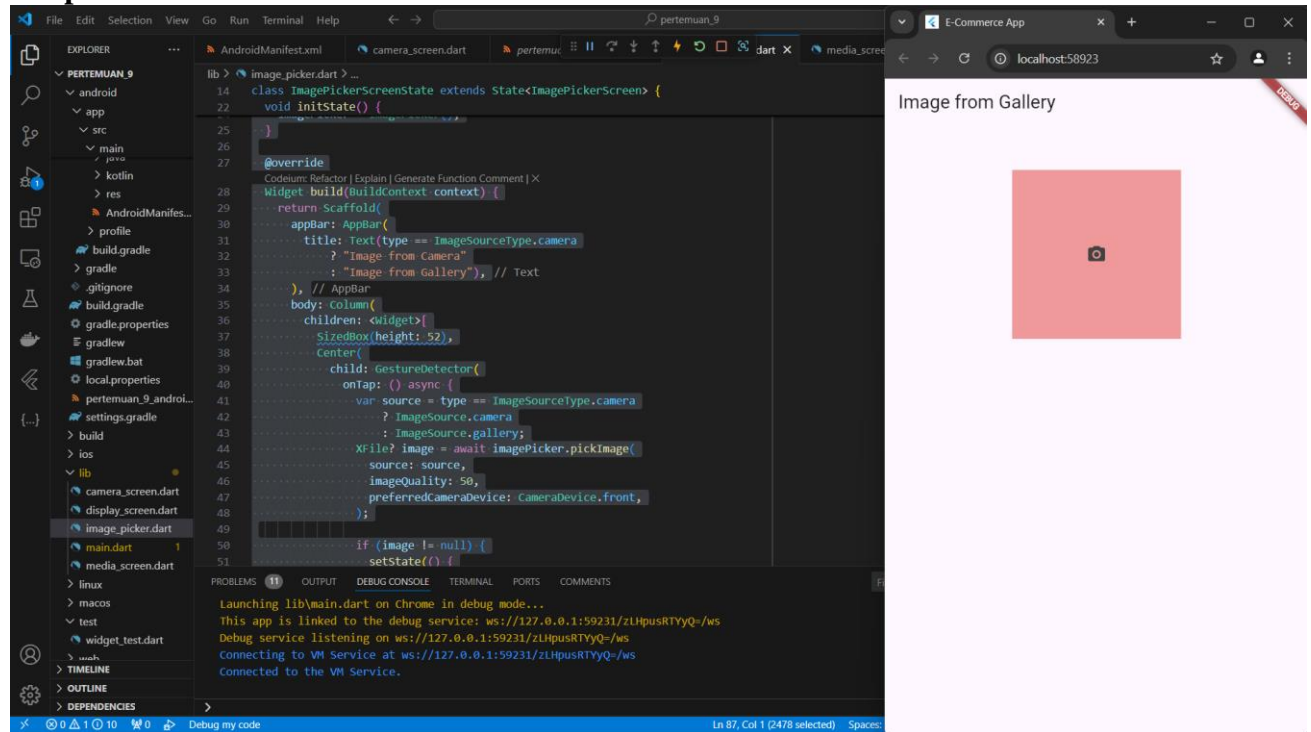 File Edit Selection View Go Run Terminal Help
pertemuan_9
EXPLORER
AndroidManifest.xml
camera_screen.dart
dart
PERTEMUAN_9
android
app
src
main
java
kotlin
res
AndroidManifes...
profile
build.gradle
gradle
.gitignore
build.gradle
gradle.properties
gradlew
gradlew.bat
local.properties
pertemuan_9_androi...
settings.gradle
build
ios
lib
camera_screen.dart
display_screen.dart
image_picker.dart
main.dart 1
media_screen.dart
linux
macos
test
widget_test.dart
web
TIMELINE
OUTLINE
DEPENDENCIES
lib > image_picker.dart > ...
14 class ImagePickerScreenState extends State<ImagePickerScreen> {
22 void initState() {
25 }
26
27 @override
Codeium: Refactor | Explain | Generate Function Comment | X
28 Widget build(BuildContext context) {
29 return Scaffold(
30 appBar: AppBar(
31 title: Text(type == ImageSourceType.camera
32 ? "Image from Camera"
33 : "Image from Gallery"), // Text
34 ), // AppBar
35 body: Column(
36 children: <Widget>[
37 SizedBox(height: 52),
38 Center(
39 child: GestureDetector(
40 onTap: () async {
41 var source = type == ImageSourceType.camera
42 ? ImageSource.camera
43 : ImageSource.gallery;
44 XFile? image = await imagePicker.pickImage(
45 source: source,
46 imageQuality: 50,
47 preferredCameraDevice: CameraDevice.front,
48 );
49
50 if (image != null) {
51 setState(() {
PROBLEMS 11 OUTPUT DEBUG CONSOLE TERMINAL PORTS COMMENTS
Launching lib\main.dart on Chrome in debug mode...
This app is linked to the debug service: ws://127.0.0.1:59231/zLHpusRTYyQ=/ws
Debug service listening on ws://127.0.0.1:59231/zLHpusRTYyQ=/ws
Connecting to VM Service at ws://127.0.0.1:59231/zLHpusRTYyQ=/ws
Connected to the VM Service.
0 1 10 0 Debug my code Ln 87, Col 1 (2478 selected) Spaces:
E-Commerce App
localhost:58923
Image from Gallery
DEBUG